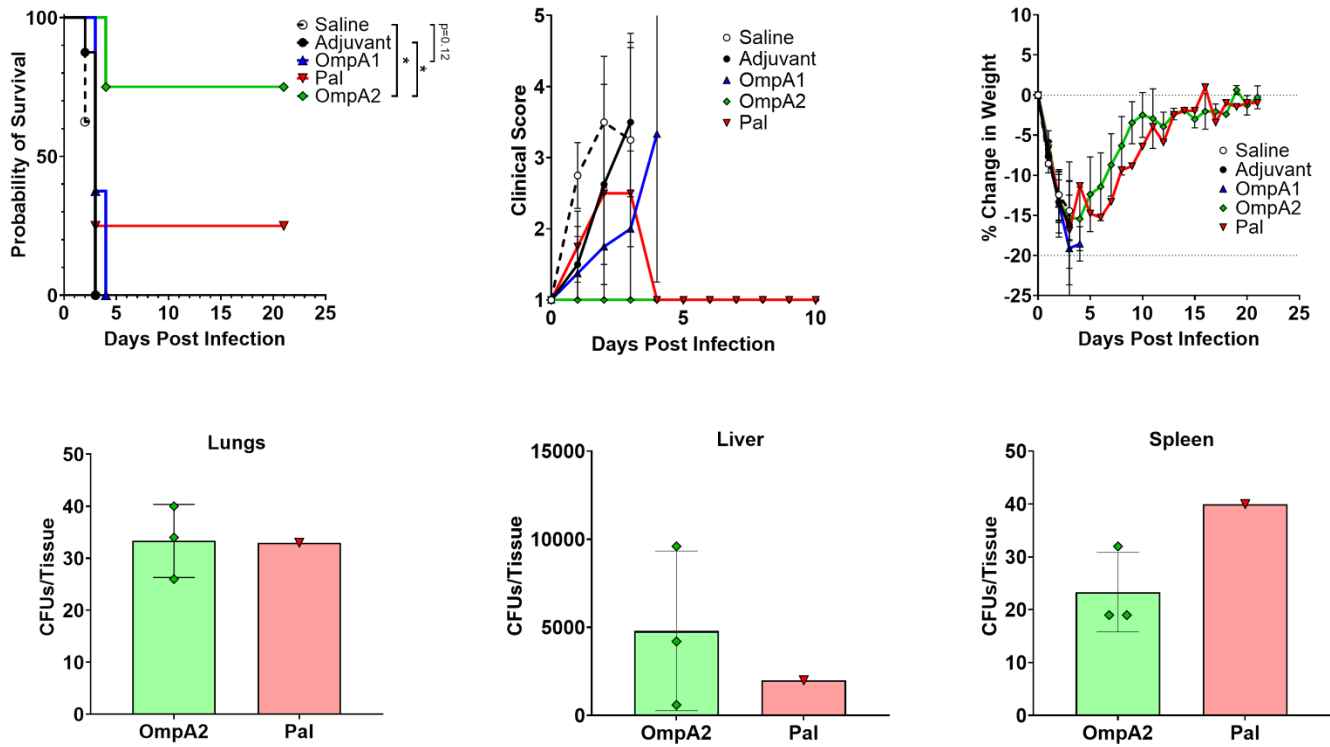 Probability of Survival
100
50
0
0 5 10 15 20 25
Days Post Infection
Saline
Adjuvant
OmpA1
Pal
OmpA2
*
*
p=0.12
Clinical Score
5
4
3
2
1
0 5 10
Days Post Infection
Saline
Adjuvant
OmpA1
OmpA2
Pal
% Change in Weight
10
5
0
-5
-10
-15
-20
-25
0 5 10 15 20 25
Days Post Infection
Saline
Adjuvant
OmpA1
OmpA2
Pal
Lungs
CFUs/Tissue
50
40
30
20
10
0
OmpA2 Pal
Liver
CFUs/Tissue
15000
10000
5000
0
OmpA2 Pal
Spleen
CFUs/Tissue
50
40
30
20
10
0
OmpA2 Pal